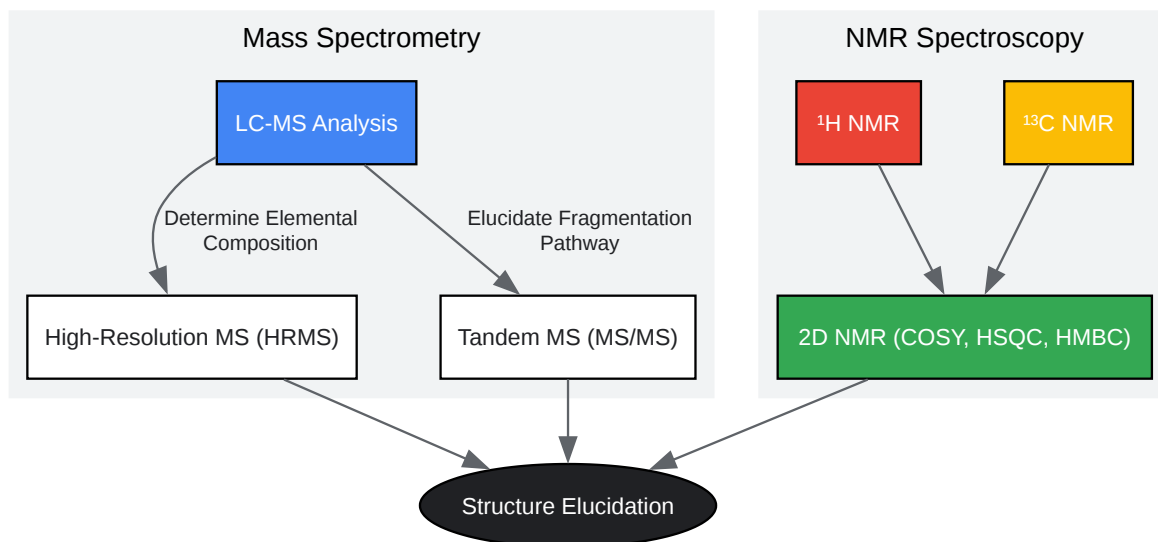 Mass Spectrometry
NMR Spectroscopy
LC-MS Analysis
¹H NMR
¹³C NMR
Determine Elemental
Composition
Elucidate Fragmentation
Pathway
High-Resolution MS (HRMS)
Tandem MS (MS/MS)
2D NMR (COSY, HSQC, HMBC)
Structure Elucidation